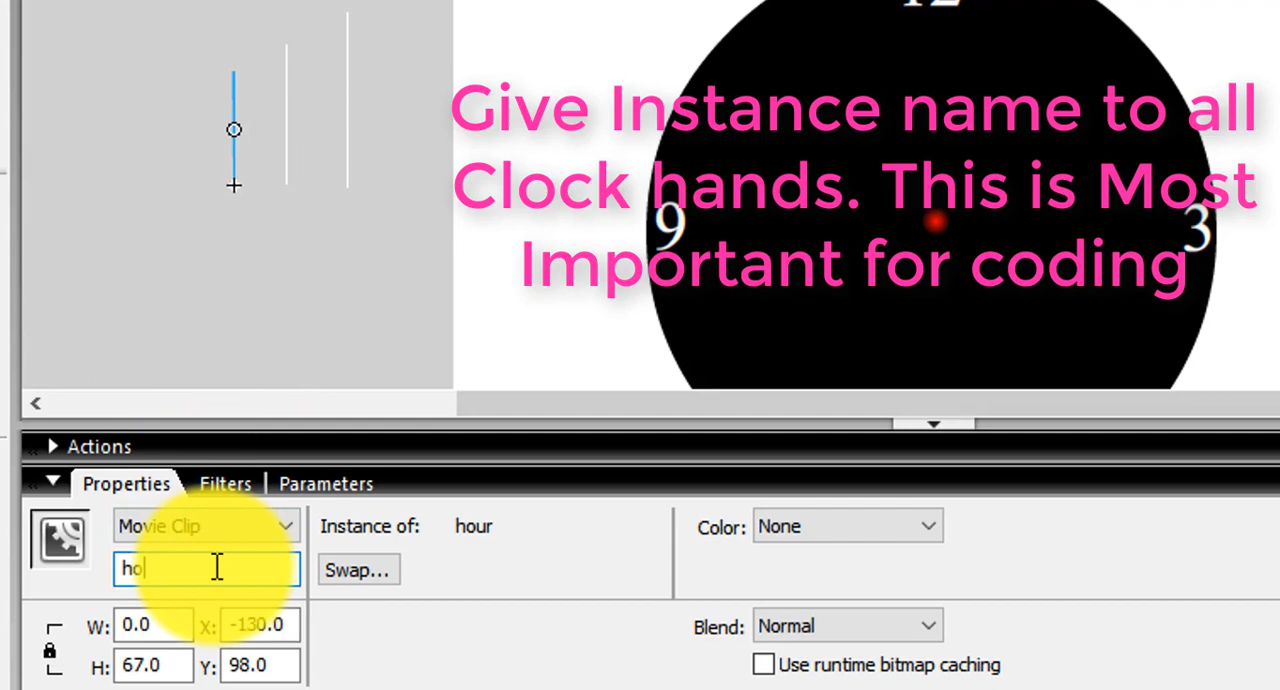 12
Give Instance name to all
Clock hands. This is Most
Important for coding
9
3
Actions
Properties Filters Parameters
Movie Clip Instance of: hour Color: None
ho Swap...
W: 0.0 X: -130.0 Blend: Normal
H: 67.0 Y: 98.0 Use runtime bitmap caching